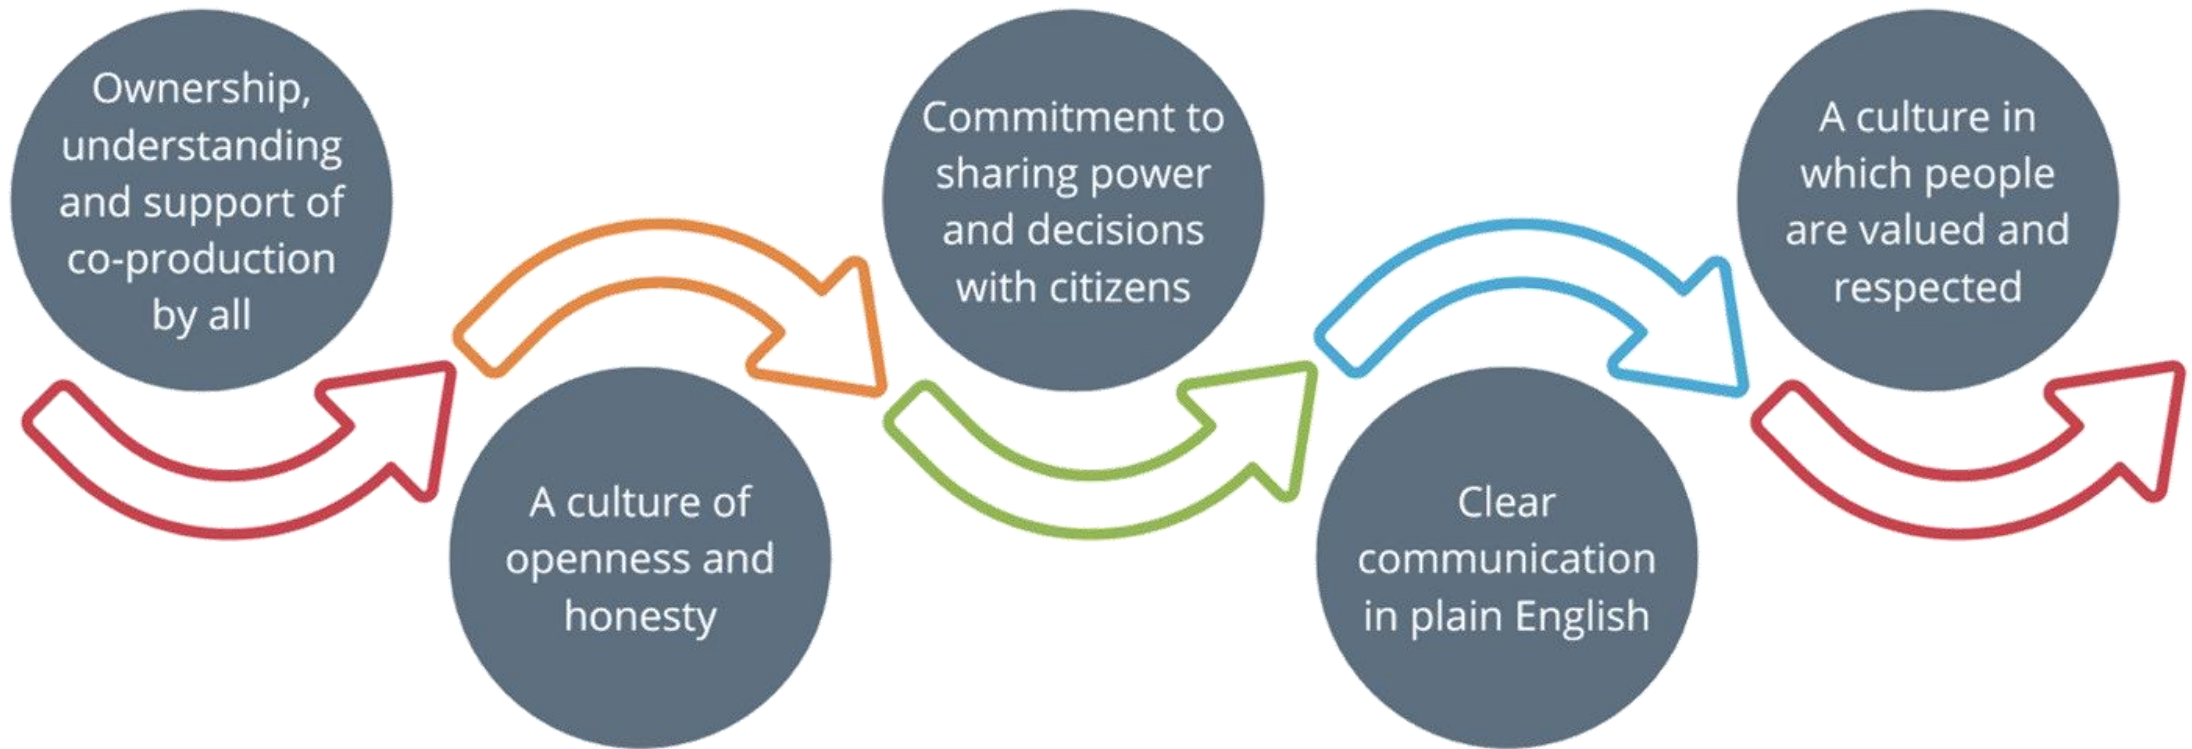 Ownership,
understanding
and support of
co-production
by all
A culture of
openness and
honesty
Commitment to
sharing power
and decisions
with citizens
Clear
communication
in plain English
A culture in
which people
are valued and
respected